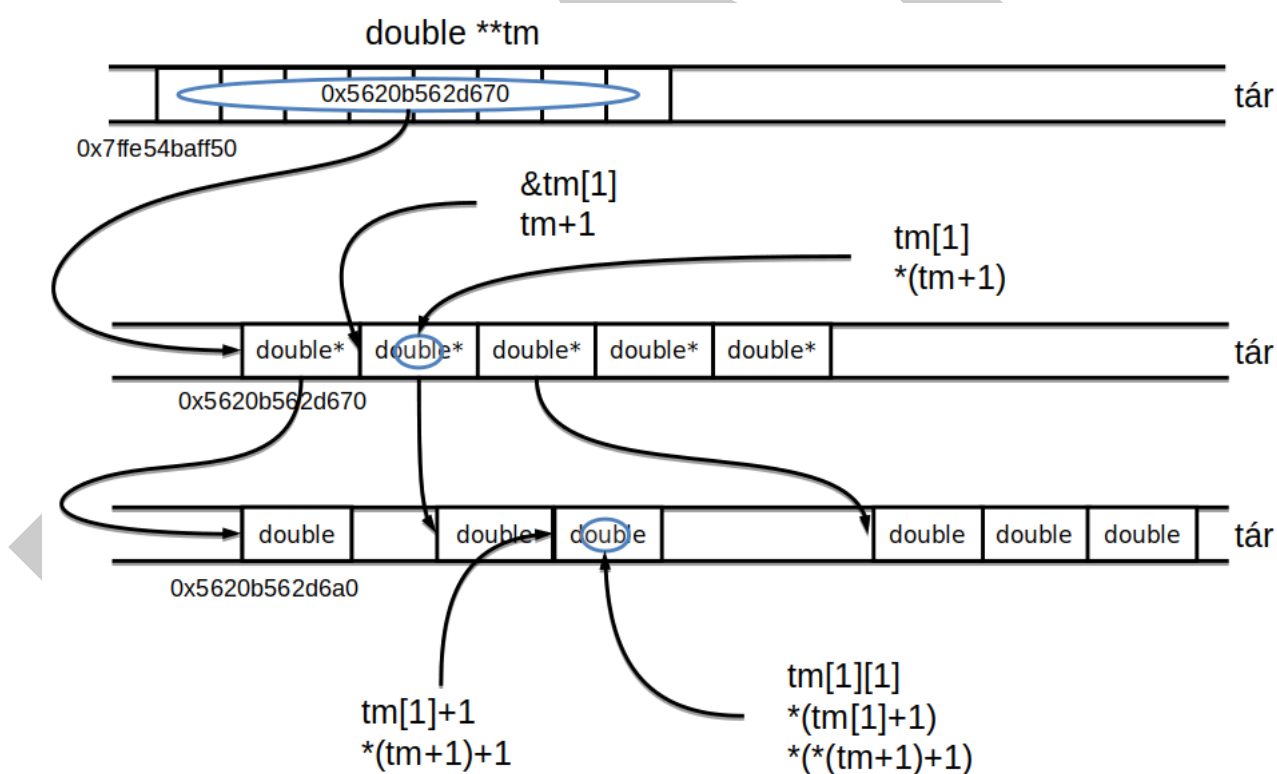 double **tm
0x5620b562d670
tár
0x7ffe54baff50
&tm[1]
tm+1
tm[1]
*(tm+1)
double* double* double* double* double*
tár
0x5620b562d670
double double double double double double
tár
0x5620b562d6a0
tm[1]+1
*(tm+1)+1
tm[1][1]
*(tm[1]+1)
*(*(tm+1)+1)